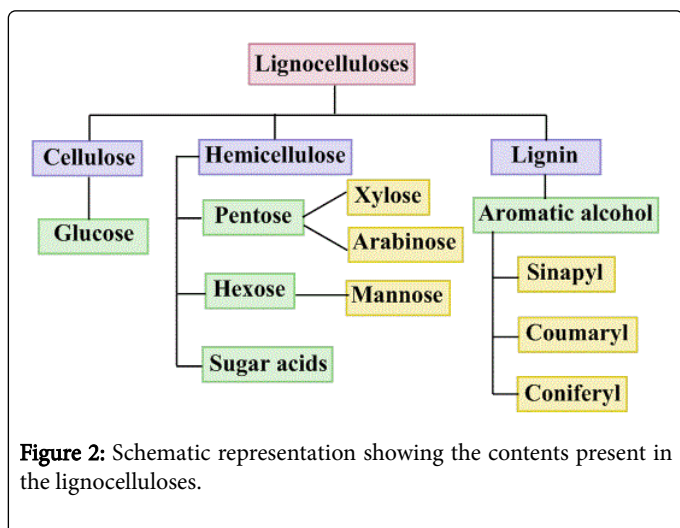 Lignocelluloses
Cellulose
Hemicellulose
Lignin
Glucose
Pentose
Xylose
Arabinose
Aromatic alcohol
Hexose
Mannose
Sinapyl
Sugar acids
Coumaryl
Coniferyl
Figure 2: Schematic representation showing the contents present in
the lignocelluloses.